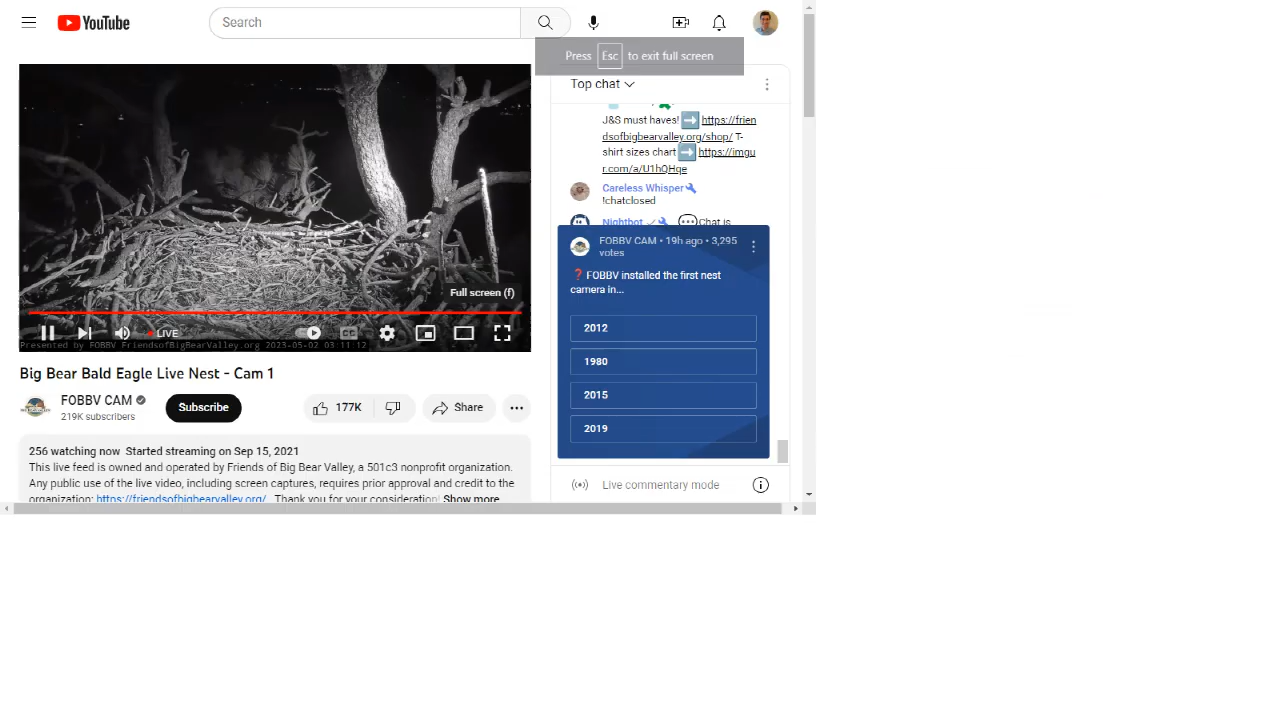 YouTube
Search
Press Esc to exit full screen
Top chat
J&S must haves! ➡ https://frien
dsofbigbearvalley.org/shop/ T-
shirt sizes chart ➡ https://imgu
r.com/a/U1hQHqe
Careless Whisper
!chatclosed
Nightbot Chat is
FOBBV CAM • 19h ago • 3,295
votes
❓FOBBV installed the first nest
camera in...
2012
1980
2015
2019
Live commentary mode
Full screen (f)
LIVE
CC
Presented by FOBBV FriendsofBigBearValley.org 2023-05-02 03:11:12
Big Bear Bald Eagle Live Nest - Cam 1
FOBBV CAM
219K subscribers
Subscribe
177K
Share
256 watching now Started streaming on Sep 15, 2021
This live feed is owned and operated by Friends of Big Bear Valley, a 501c3 nonprofit organization.
Any public use of the live video, including screen captures, requires prior approval and credit to the
organization: https://friendsofbigbearvalley.org/ . Thank you for your consideration! Show more